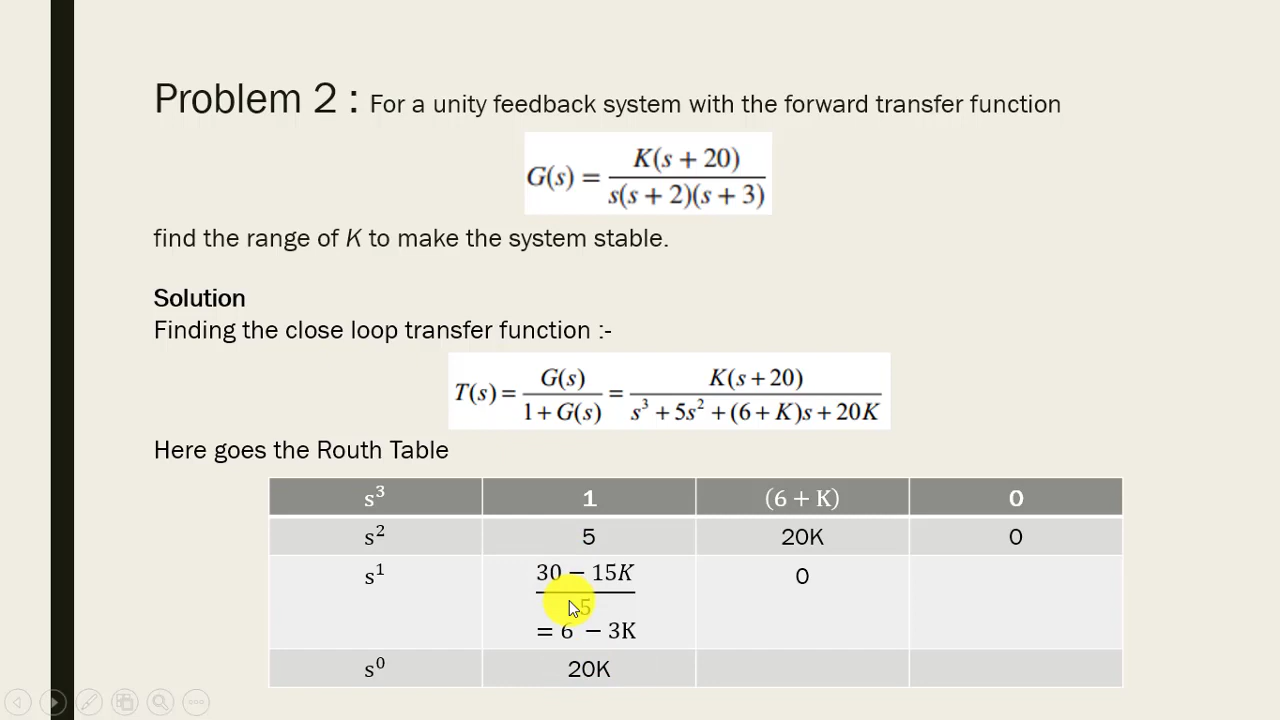 Problem 2 : For a unity feedback system with the forward transfer function
G(s) = K(s + 20) / s(s + 2)(s + 3)
find the range of K to make the system stable.
Solution
Finding the close loop transfer function :-
T(s) = G(s) / 1 + G(s) = K(s + 20) / s³ + 5s² + (6 + K)s + 20K
Here goes the Routh Table
s³ 1 (6 + K) 0
s² 5 20K 0
s¹ 30 − 15K / 5 0
= 6 − 3K
s⁰ 20K